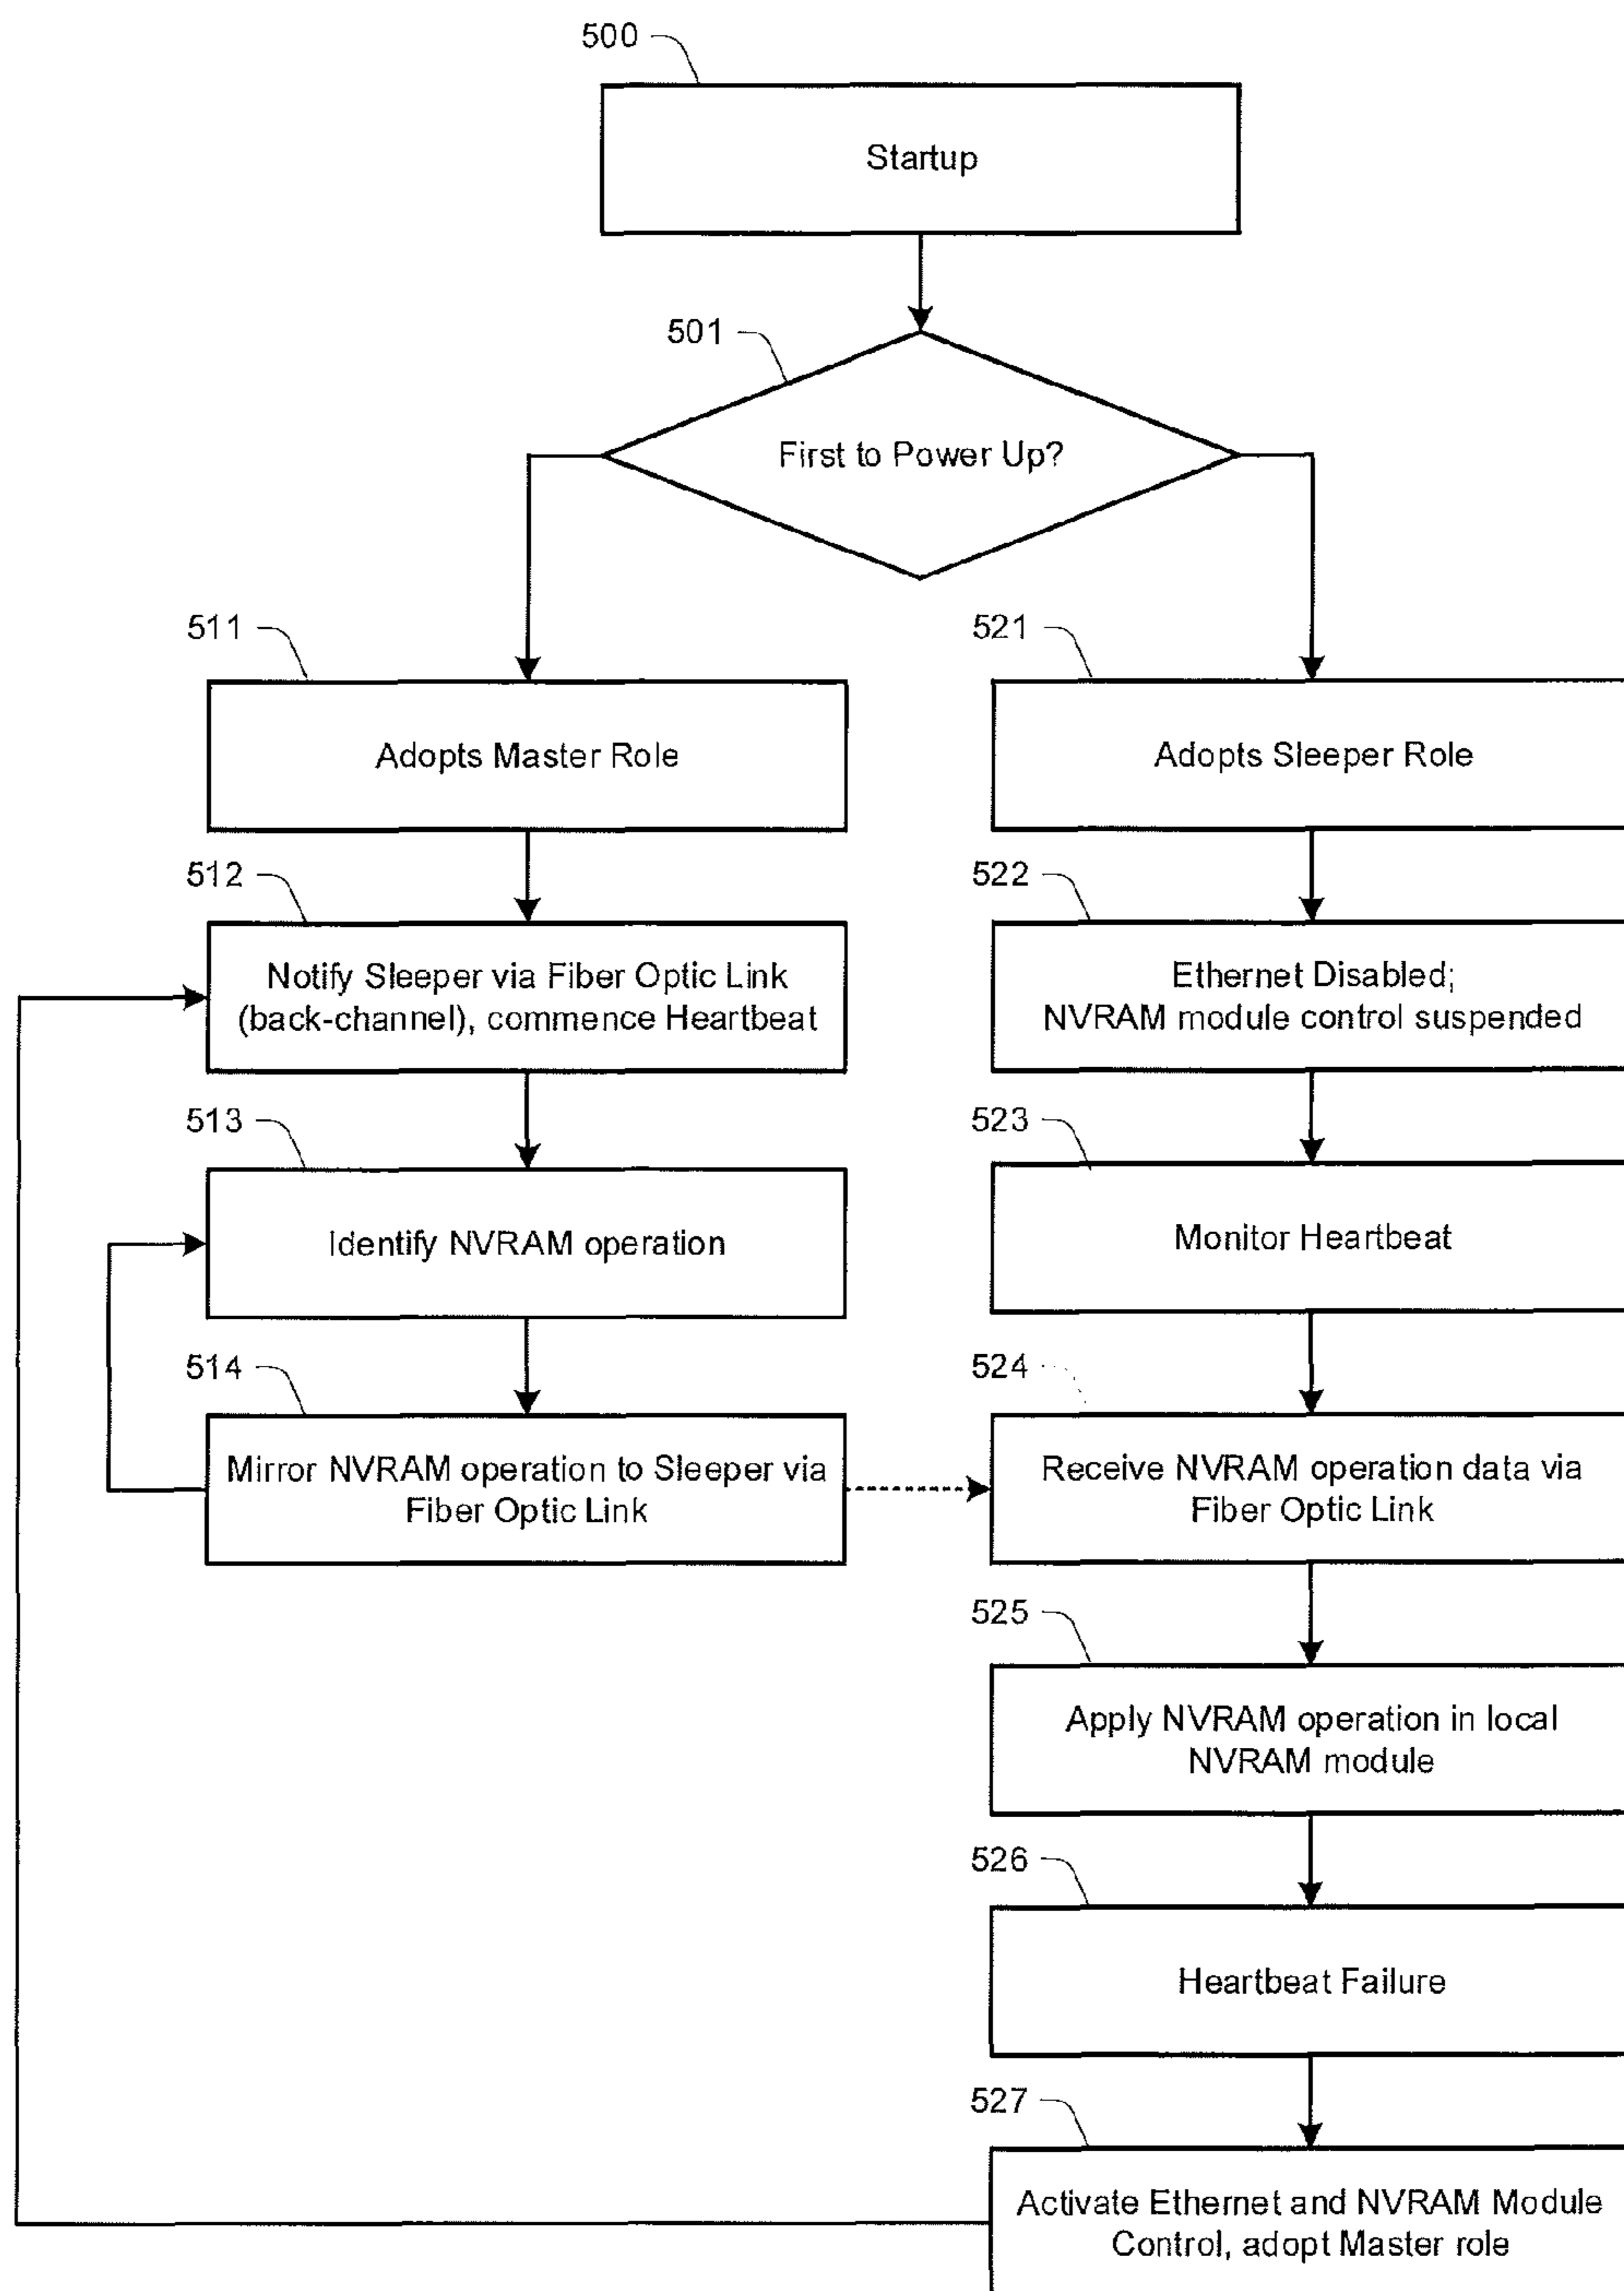 500
Startup
501
First to Power Up?
511
Adopts Master Role
521
Adopts Sleeper Role
512
Notify Sleeper via Fiber Optic Link
(back-channel), commence Heartbeat
522
Ethernet Disabled;
NVRAM module control suspended
513
Identify NVRAM operation
523
Monitor Heartbeat
514
Mirror NVRAM operation to Sleeper via
Fiber Optic Link
524
Receive NVRAM operation data via
Fiber Optic Link
525
Apply NVRAM operation in local
NVRAM module
526
Heartbeat Failure
527
Activate Ethernet and NVRAM Module
Control, adopt Master role